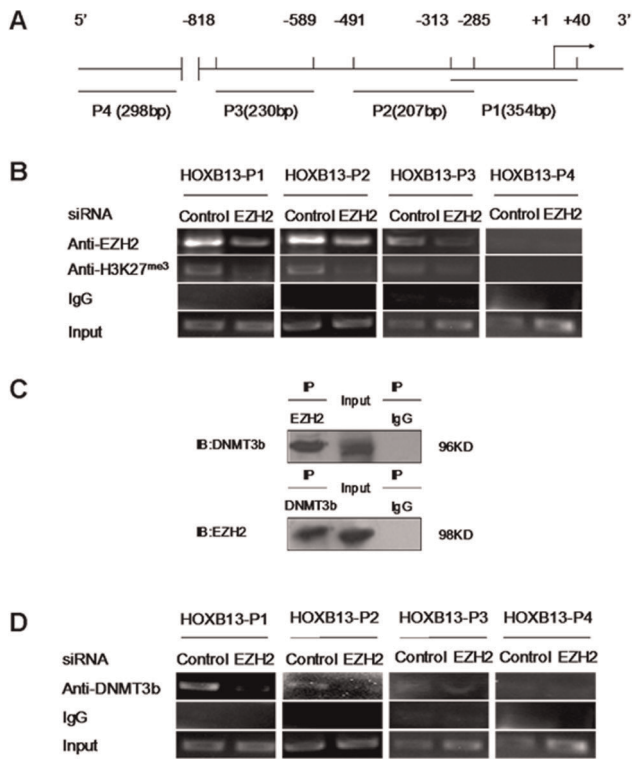 A
5’ -818 -589 -491 -313 -285 +1 +40 3’
P4 (298bp) P3(230bp) P2(207bp) P1(354bp)
B
HOXB13-P1 HOXB13-P2 HOXB13-P3 HOXB13-P4
siRNA Control EZH2 Control EZH2 Control EZH2 Control EZH2
Anti-EZH2
Anti-H3K27me3
IgG
Input
C
IP Input IP
EZH2 IgG
IB:DNMT3b 96KD
IP Input IP
DNMT3b IgG
IB:EZH2 98KD
D
HOXB13-P1 HOXB13-P2 HOXB13-P3 HOXB13-P4
siRNA Control EZH2 Control EZH2 Control EZH2 Control EZH2
Anti-DNMT3b
IgG
Input